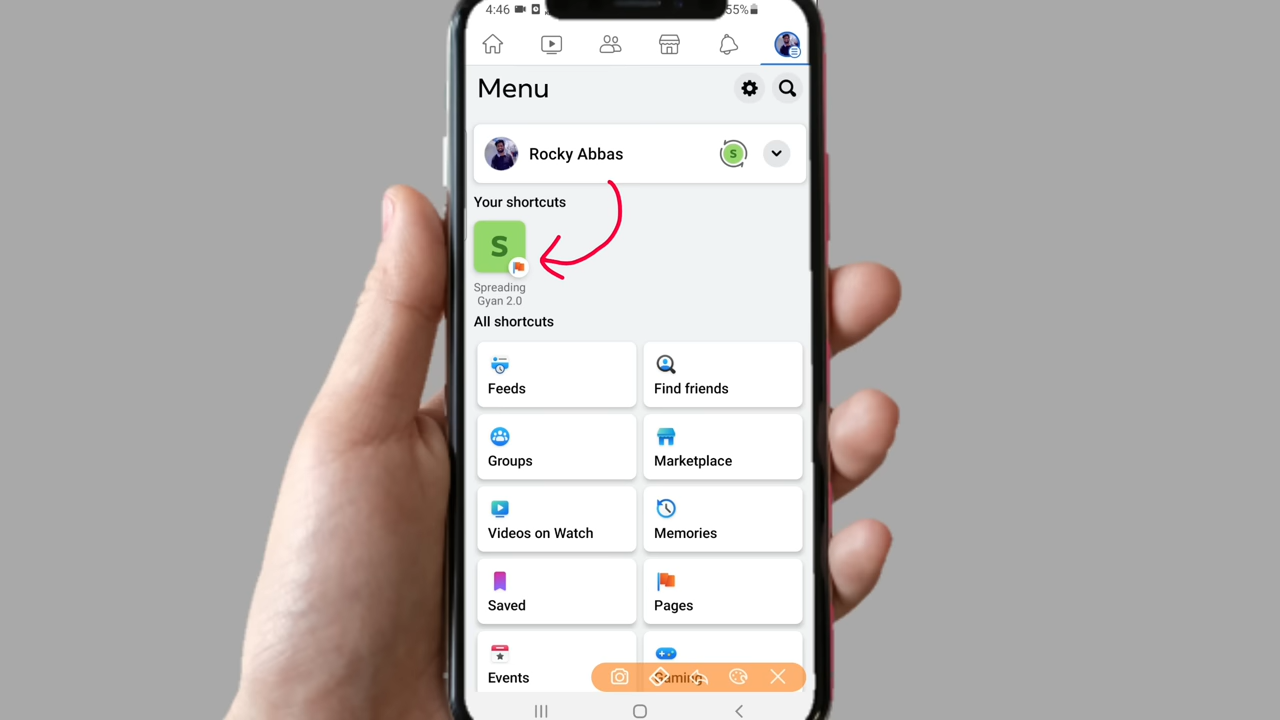 4:46
55%
Menu
Rocky Abbas
S
Your shortcuts
S
Spreading
Gyan 2.0
All shortcuts
Feeds
Find friends
Groups
Marketplace
Videos on Watch
Memories
Saved
Pages
Events
Gaming